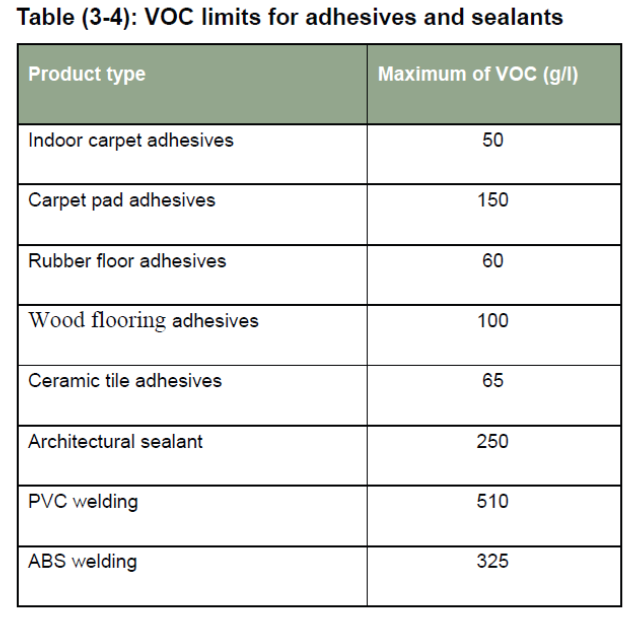 Table (3-4): VOC limits for adhesives and sealants
Product type Maximum of VOC (g/l)
Indoor carpet adhesives 50
Carpet pad adhesives 150
Rubber floor adhesives 60
Wood flooring adhesives 100
Ceramic tile adhesives 65
Architectural sealant 250
PVC welding 510
ABS welding 325